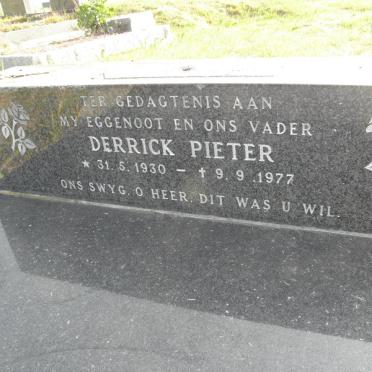 TER GEDAGTENIS AAN
MY EGGENOOT EN ONS VADER
DERRICK PIETER
* 31. 5. 1930 – † 9. 9. 1977
ONS SWYG, O HEER, DIT WAS U WIL.